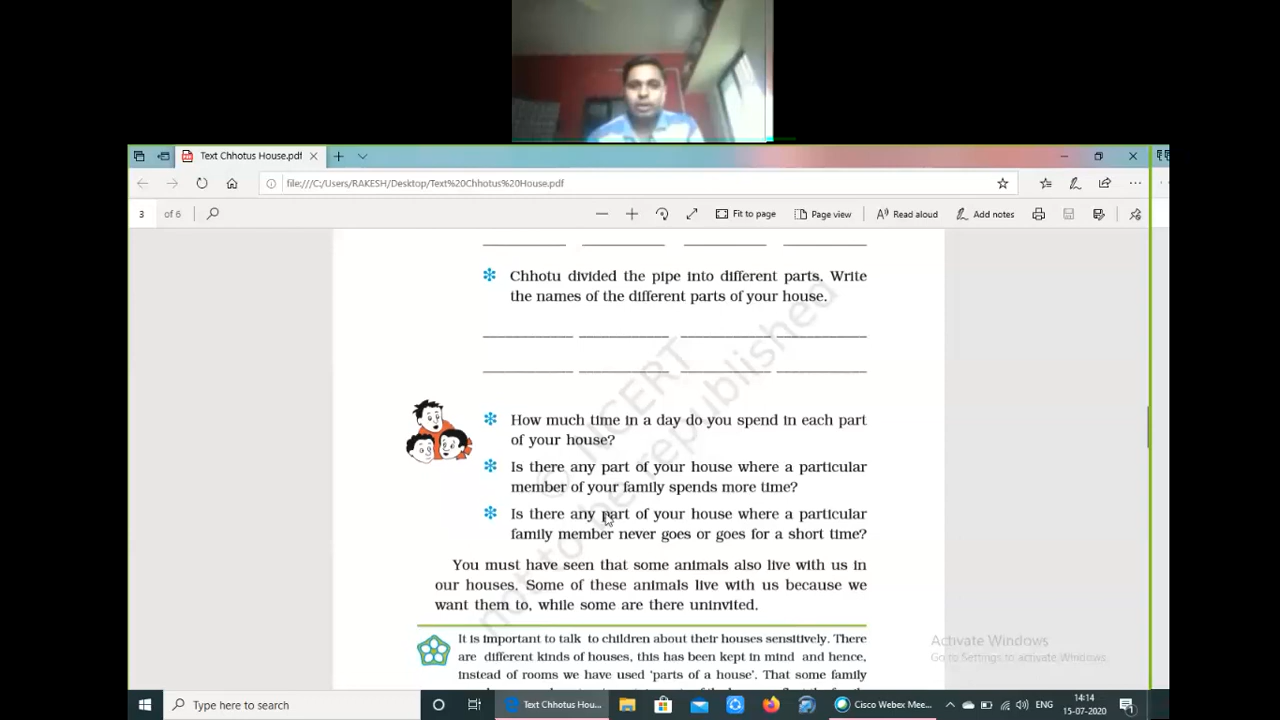 Text Chhotus House.pdf
file:///C:/Users/RAKESH/Desktop/Text%20Chhotus%20House.pdf
3 of 6
Fit to page
Page view
Read aloud
Add notes
Chhotu divided the pipe into different parts. Write
the names of the different parts of your house.
How much time in a day do you spend in each part
of your house?
Is there any part of your house where a particular
member of your family spends more time?
Is there any part of your house where a particular
family member never goes or goes for a short time?
You must have seen that some animals also live with us in
our houses. Some of these animals live with us because we
want them to, while some are there uninvited.
It is important to talk to children about their houses sensitively. There
are different kinds of houses, this has been kept in mind and hence,
instead of rooms we have used 'parts of a house'. That some family
© NCERT
not to be republished
Activate Windows
Go to Settings to activate Windows.
Type here to search
Text Chhotus Hou...
Cisco Webex Mee...
ENG
14:14
15-07-2020